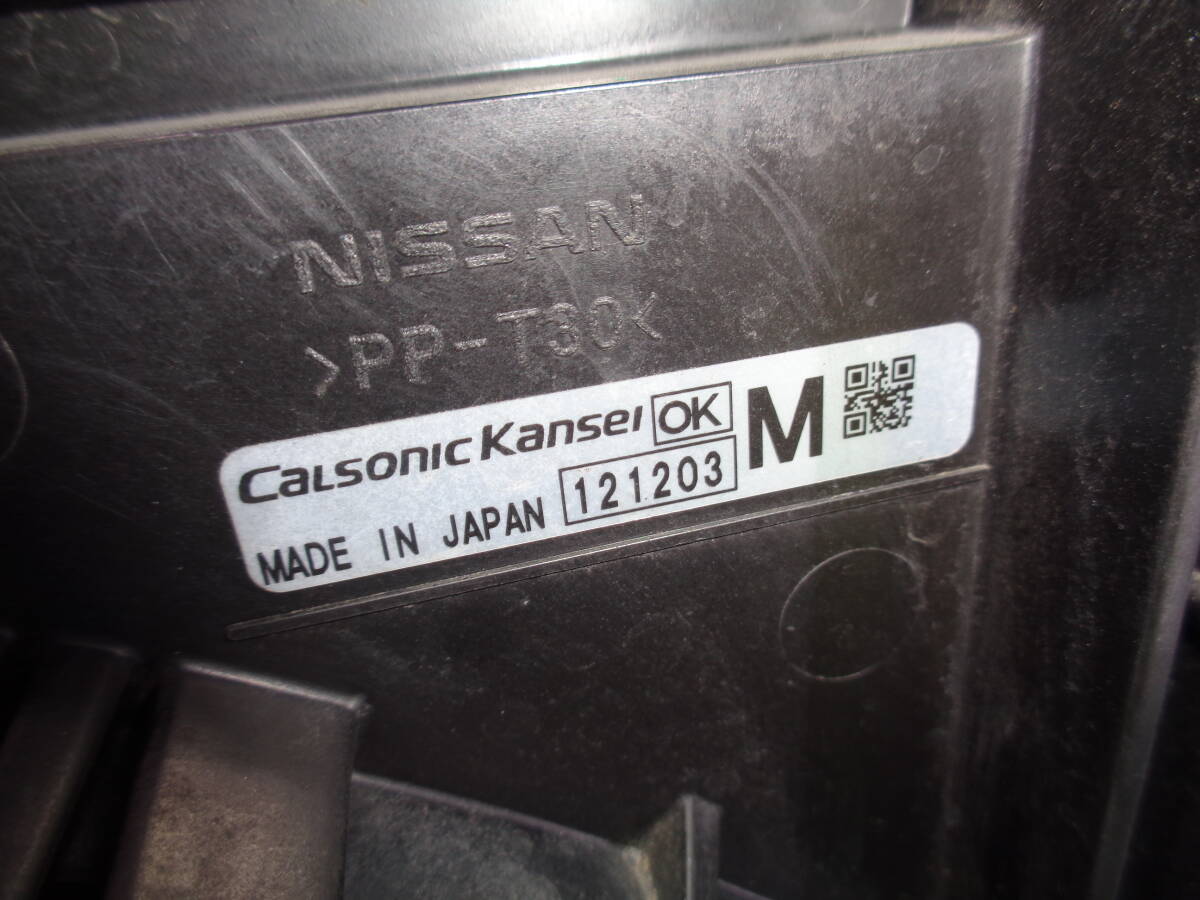 NISSAN
>PP-T30<
Calsonic Kansei OK M
MADE IN JAPAN 121203